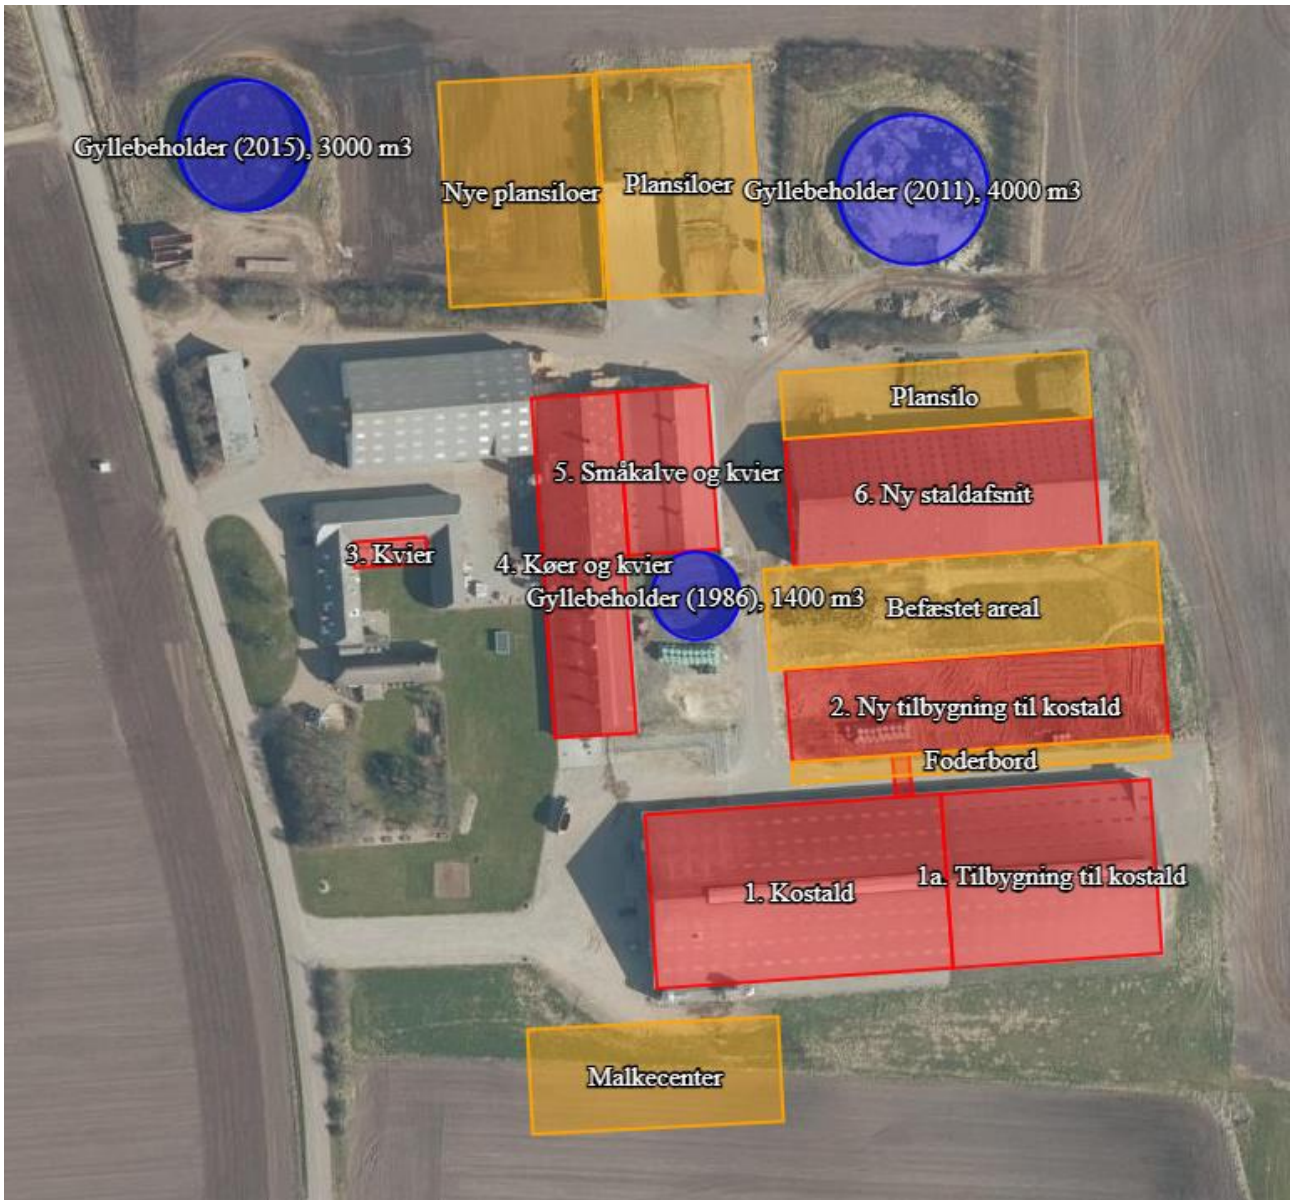 Gyllebeholder (2015), 3000 m3
Nye plansiloer
Plansiloer
Gyllebeholder (2011), 4000 m3
Plansilo
5. Småkalve og kvier
6. Ny staldafsnit
3. Kvier
4. Køer og kvier
Gyllebeholder (1986), 1400 m3
Befæstet areal
2. Ny tilbygning til kostald
Foderbord
1. Kostald
1a. Tilbygning til kostald
Malkecenter